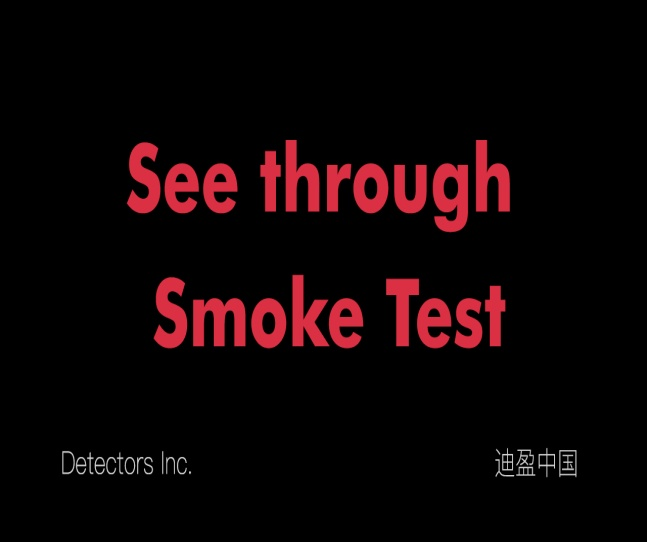 See through
Smoke Test
Detectors Inc.
迪盈中国